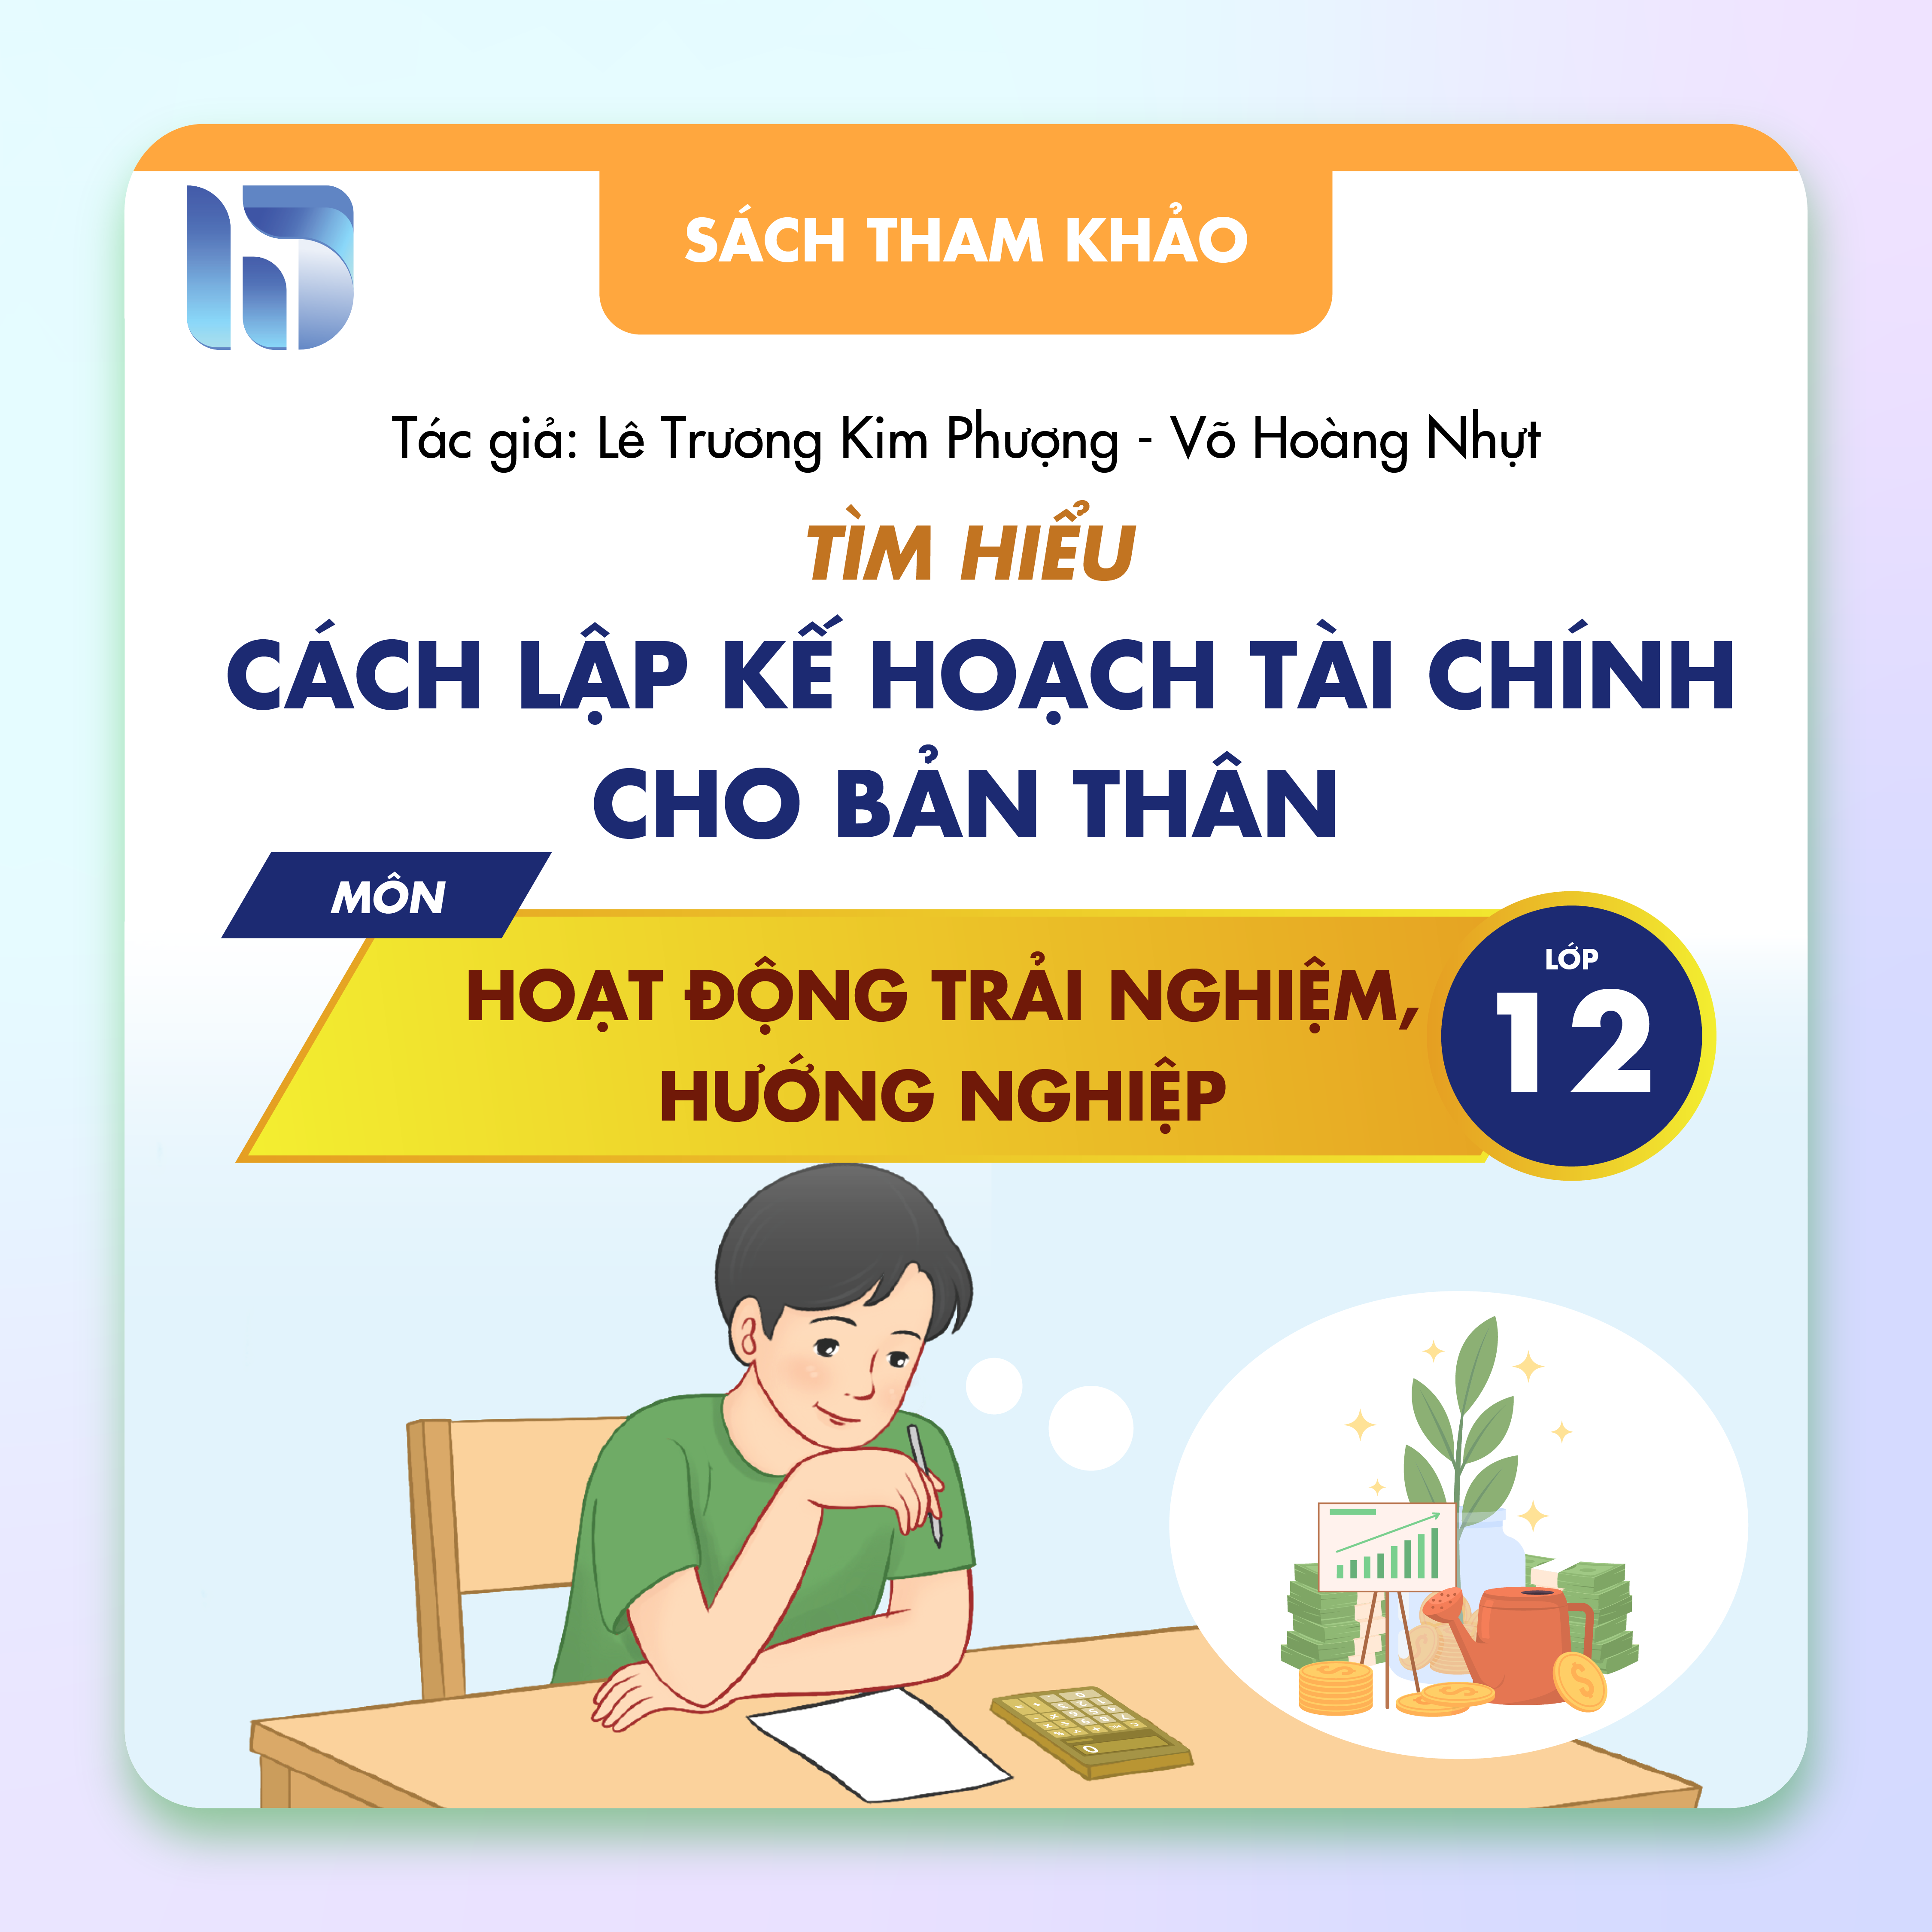 SÁCH THAM KHẢO
Tác giả: Lê Trương Kim Phượng - Võ Hoàng Nhựt
TÌM HIỂU
CÁCH LẬP KẾ HOẠCH TÀI CHÍNH
CHO BẢN THÂN
MÔN
HOẠT ĐỘNG TRẢI NGHIỆM,
HƯỚNG NGHIỆP
LỚP
12